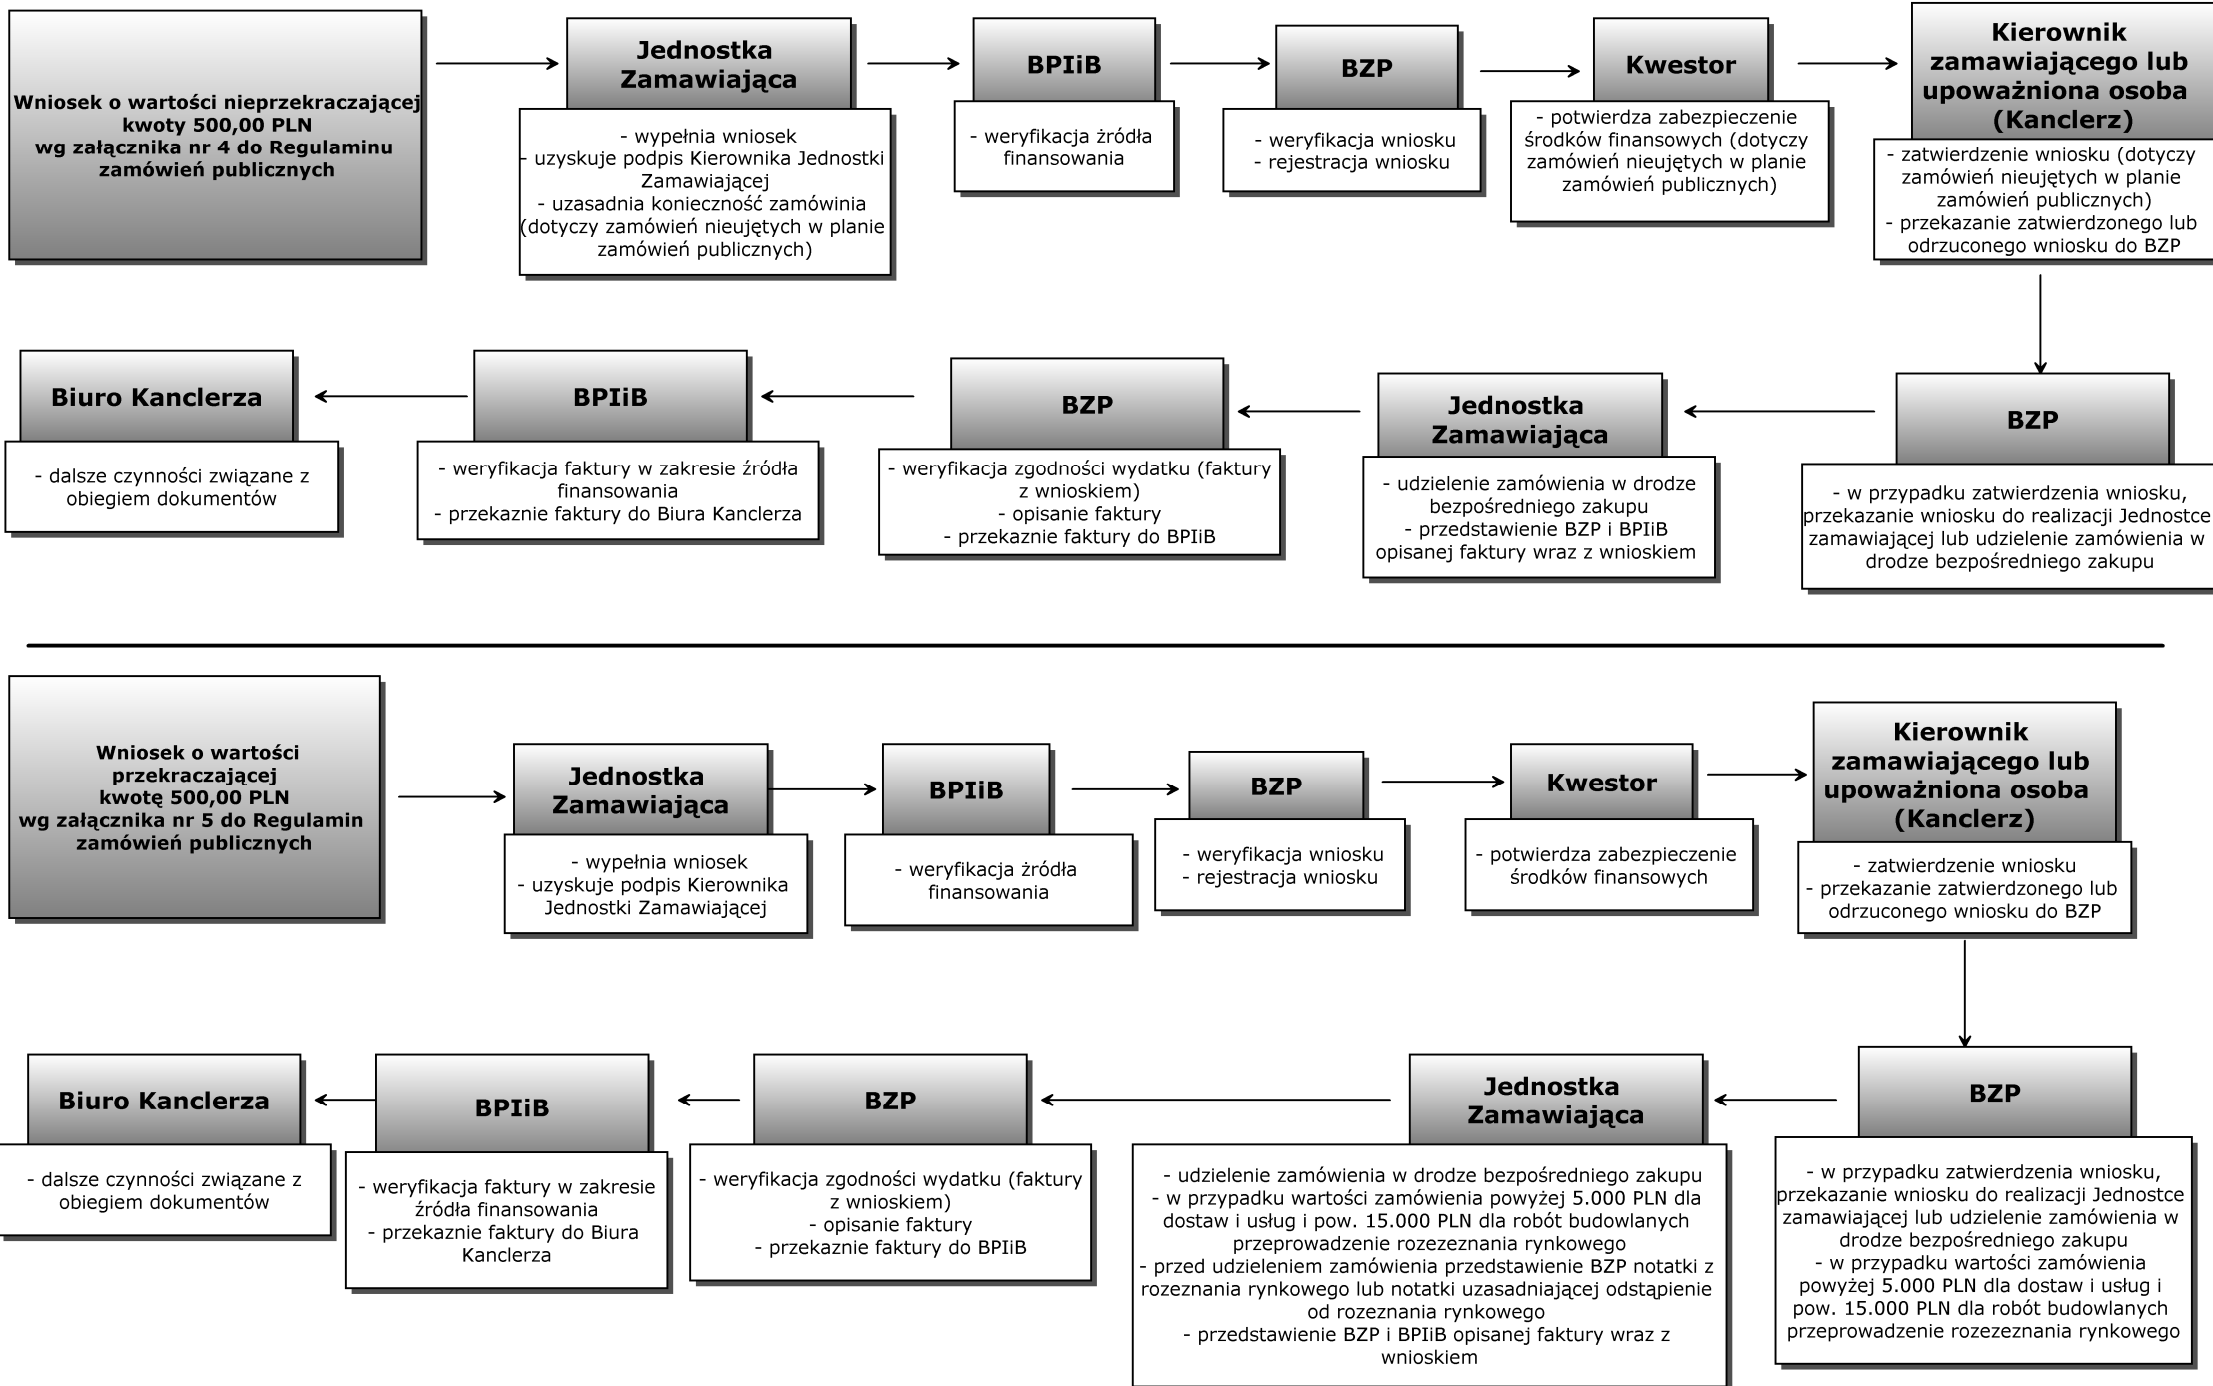 Wniosek o wartości nieprzekraczającej
kwoty 500,00 PLN
wg załącznika nr 4 do Regulaminu
zamówień publicznych
Jednostka
Zamawiająca
- wypełnia wniosek
- uzyskuje podpis Kierownika Jednostki
Zamawiającej
- uzasadnia konieczność zamówinia
(dotyczy zamówień nieujętych w planie
zamówień publicznych)
BPIiB
- weryfikacja żródła
finansowania
BZP
- weryfikacja wniosku
- rejestracja wniosku
Kwestor
- potwierdza zabezpieczenie
środków finansowych (dotyczy
zamówień nieujętych w planie
zamówień publicznych)
Kierownik
zamawiającego lub
upoważniona osoba
(Kanclerz)
- zatwierdzenie wniosku (dotyczy
zamówień nieujętych w planie
zamówień publicznych)
- przekazanie zatwierdzonego lub
odrzuconego wniosku do BZP
BZP
- w przypadku zatwierdzenia wniosku,
przekazanie wniosku do realizacji Jednostce
zamawiającej lub udzielenie zamówienia w
drodze bezpośredniego zakupu
Jednostka
Zamawiająca
- udzielenie zamówienia w drodze
bezpośredniego zakupu
- przedstawienie BZP i BPIiB
opisanej faktury wraz z wnioskiem
BZP
- weryfikacja zgodności wydatku (faktury
z wnioskiem)
- opisanie faktury
- przekaznie faktury do BPIiB
BPIiB
- weryfikacja faktury w zakresie źródła
finansowania
- przekaznie faktury do Biura Kanclerza
Biuro Kanclerza
- dalsze czynności związane z
obiegiem dokumentów
Wniosek o wartości
przekraczającej
kwotę 500,00 PLN
wg załącznika nr 5 do Regulamin
zamówień publicznych
Jednostka
Zamawiająca
- wypełnia wniosek
- uzyskuje podpis Kierownika
Jednostki Zamawiającej
BPIiB
- weryfikacja żródła
finansowania
BZP
- weryfikacja wniosku
- rejestracja wniosku
Kwestor
- potwierdza zabezpieczenie
środków finansowych
Kierownik
zamawiającego lub
upoważniona osoba
(Kanclerz)
- zatwierdzenie wniosku
- przekazanie zatwierdzonego lub
odrzuconego wniosku do BZP
BZP
- w przypadku zatwierdzenia wniosku,
przekazanie wniosku do realizacji Jednostce
zamawiającej lub udzielenie zamówienia w
drodze bezpośredniego zakupu
- w przypadku wartości zamówienia
powyżej 5.000 PLN dla dostaw i usług i
pow. 15.000 PLN dla robót budowlanych
przeprowadzenie rozezeznania rynkowego
Jednostka
Zamawiająca
- udzielenie zamówienia w drodze bezpośredniego zakupu
- w przypadku wartości zamówienia powyżej 5.000 PLN dla
dostaw i usług i pow. 15.000 PLN dla robót budowlanych
przeprowadzenie rozezeznania rynkowego
- przed udzieleniem zamówienia przedstawienie BZP notatki z
rozeznania rynkowego lub notatki uzasadniającej odstąpienie
od rozeznania rynkowego
- przedstawienie BZP i BPIiB opisanej faktury wraz z
wnioskiem
BZP
- weryfikacja zgodności wydatku (faktury
z wnioskiem)
- opisanie faktury
- przekaznie faktury do BPIiB
BPIiB
- weryfikacja faktury w zakresie
źródła finansowania
- przekaznie faktury do Biura
Kanclerza
Biuro Kanclerza
- dalsze czynności związane z
obiegiem dokumentów